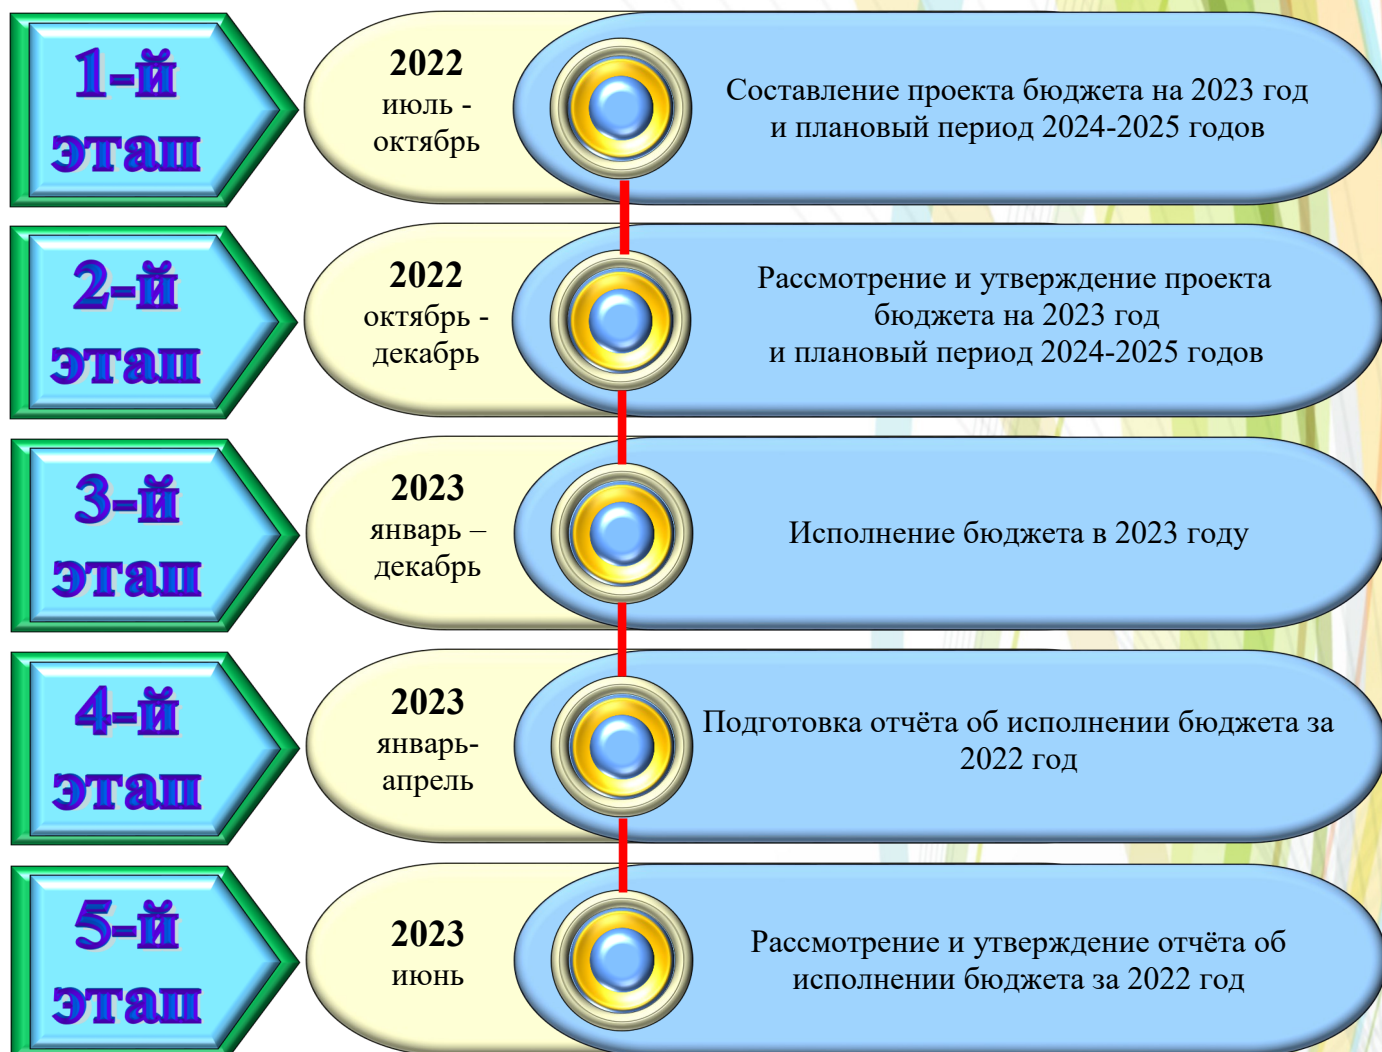 1-й
этап
2022
июль -
октябрь
Составление проекта бюджета на 2023 год
и плановый период 2024-2025 годов
2-й
этап
2022
октябрь -
декабрь
Рассмотрение и утверждение проекта
бюджета на 2023 год
и плановый период 2024-2025 годов
3-й
этап
2023
январь –
декабрь
Исполнение бюджета в 2023 году
4-й
этап
2023
январь-
апрель
Подготовка отчёта об исполнении бюджета за
2022 год
5-й
этап
2023
июнь
Рассмотрение и утверждение отчёта об
исполнении бюджета за 2022 год